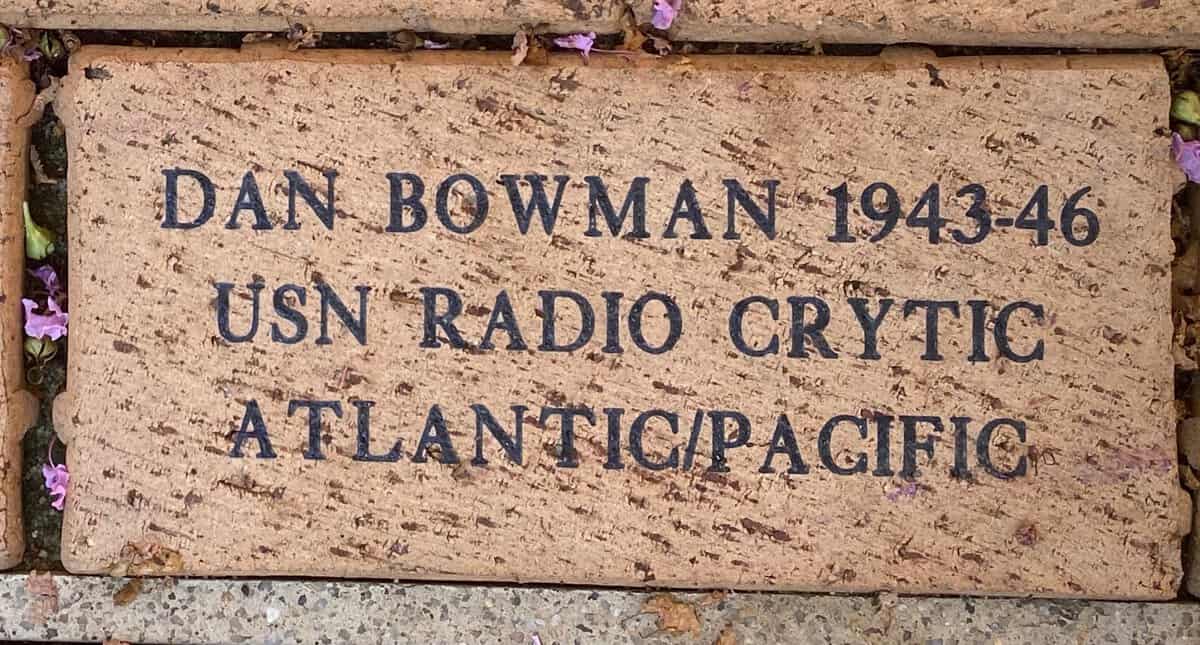 DAN BOWMAN 1943-46
USN RADIO CRYTIC
ATLANTIC/PACIFIC